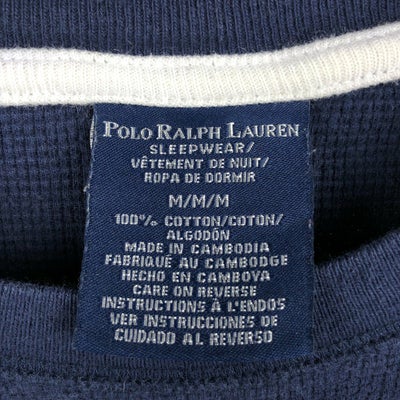 POLO RALPH LAUREN
SLEEPWEAR/
VÊTEMENT DE NUIT/
ROPA DE DORMIR
M/M/M
100% COTTON/COTON/
ALGODÓN
MADE IN CAMBODIA
FABRIQUÉ AU CAMBODGE
HECHO EN CAMBOYA
CARE ON REVERSE
INSTRUCTIONS À L'ENDOS
VER INSTRUCCIONES DE
CUIDADO AL REVERSO